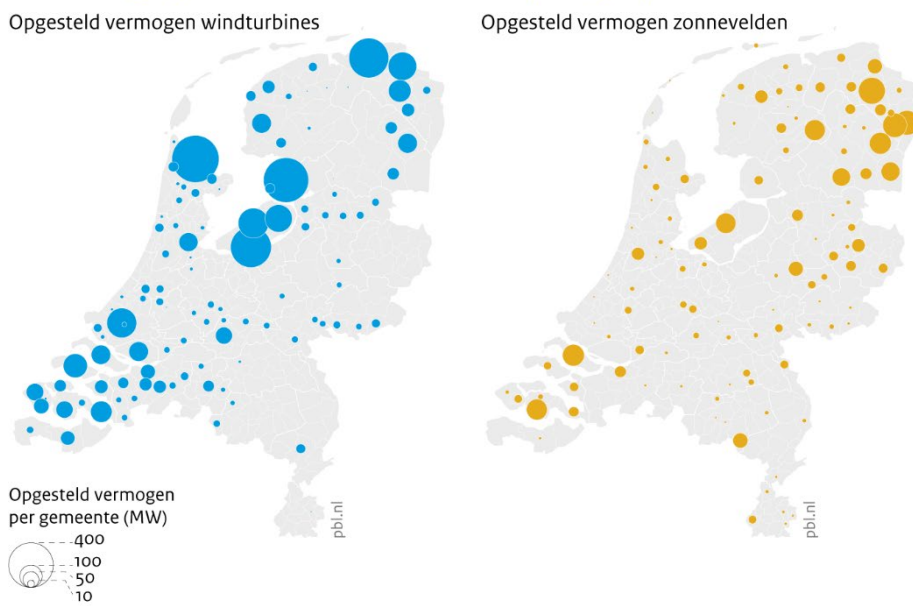 Opgesteld vermogen windturbines
Opgesteld vermogen zonnevelden
pbl.nl
pbl.nl
Opgesteld vermogen
per gemeente (MW)
400
100
50
10